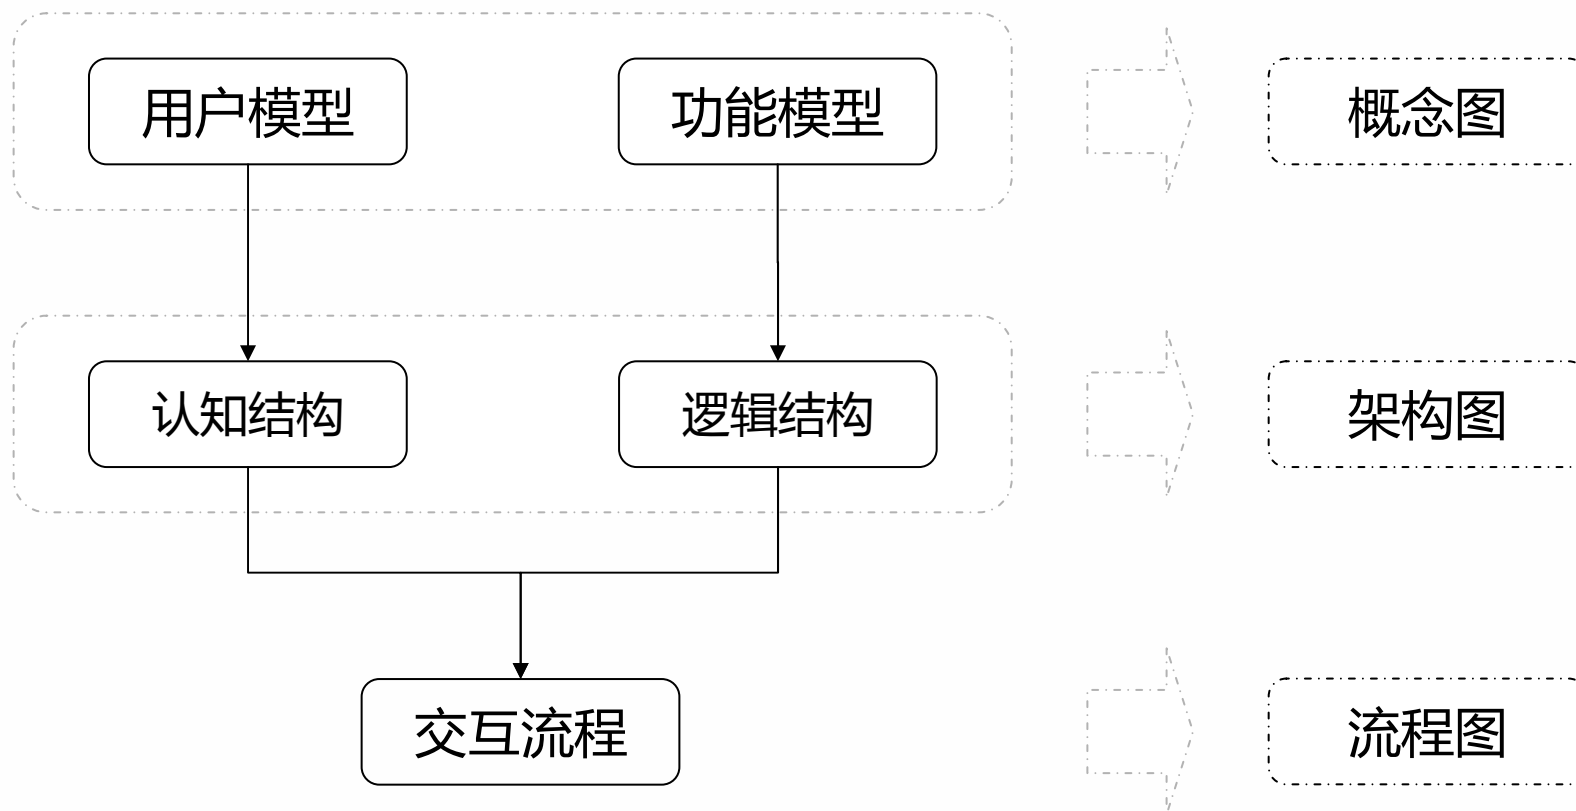 用户模型
功能模型
概念图
认知结构
逻辑结构
架构图
交互流程
流程图